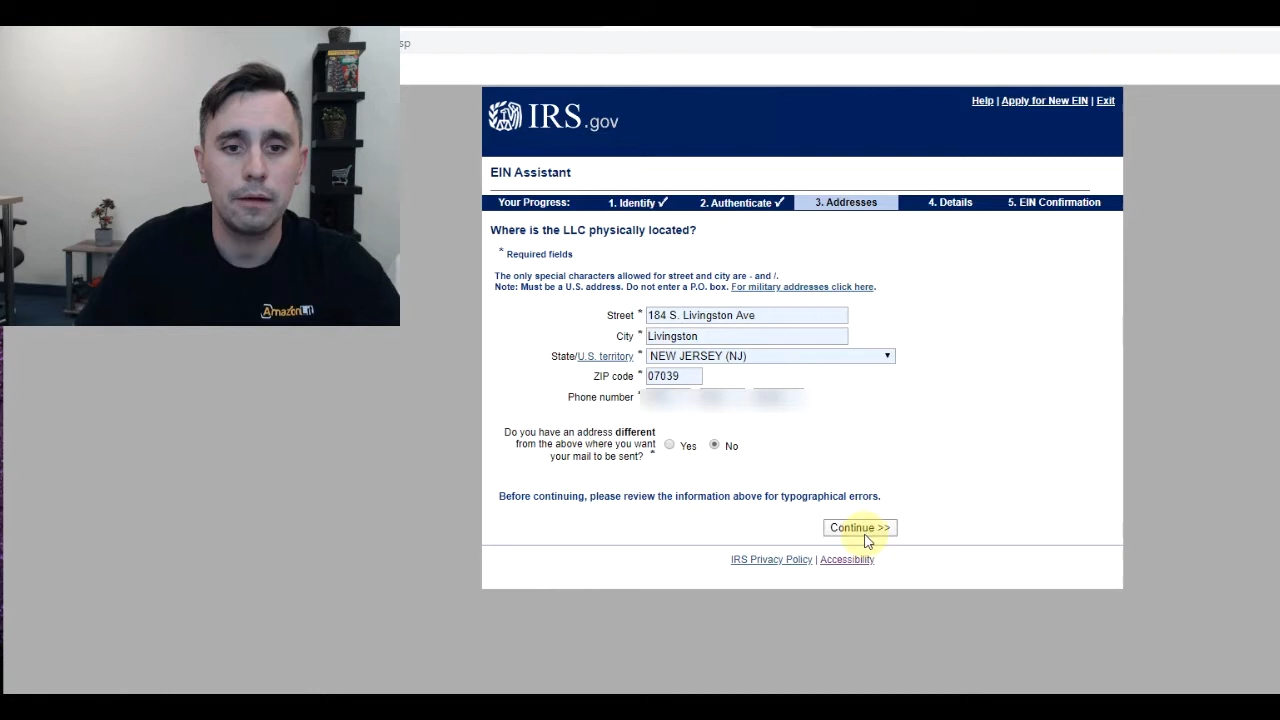 sp
IRS.gov
Help | Apply for New EIN | Exit
EIN Assistant
Your Progress: 1. Identify ✓ 2. Authenticate ✓ 3. Addresses 4. Details 5. EIN Confirmation
Where is the LLC physically located?
* Required fields
The only special characters allowed for street and city are - and /.
Note: Must be a U.S. address. Do not enter a P.O. box. For military addresses click here.
Street * 184 S. Livingston Ave
City * Livingston
State/U.S. territory * NEW JERSEY (NJ)
ZIP code * 07039
Phone number *
Do you have an address different
from the above where you want
your mail to be sent? * Yes No
Before continuing, please review the information above for typographical errors.
Continue >>
IRS Privacy Policy | Accessibility
AmazonLit